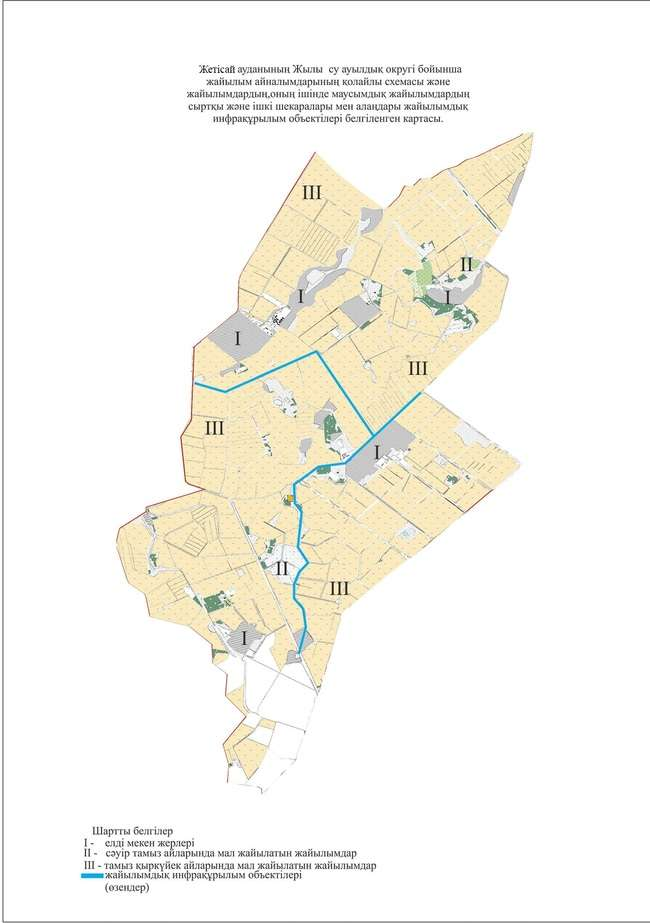 Жетісай ауданының Жылы су ауылдық округі бойынша
жайылым айналымдарының қолайлы схемасы және
жайылымдардың,оның ішінде маусымдық жайылымдардың
сыртқы және ішкі шекаралары мен алаңдары жайылымдық
инфрақұрылым объектілері белгіленген картасы.
III
II
I
I
I
III
III
I
II
III
I
Шартты белгілер
I - елді мекен жерлері
II - сәуір тамыз айларында мал жайылатын жайылымдар
III - тамыз қыркүйек айларында мал жайылатын жайылымдар
жайылымдық инфрақұрылым объектілері
(өзендер)